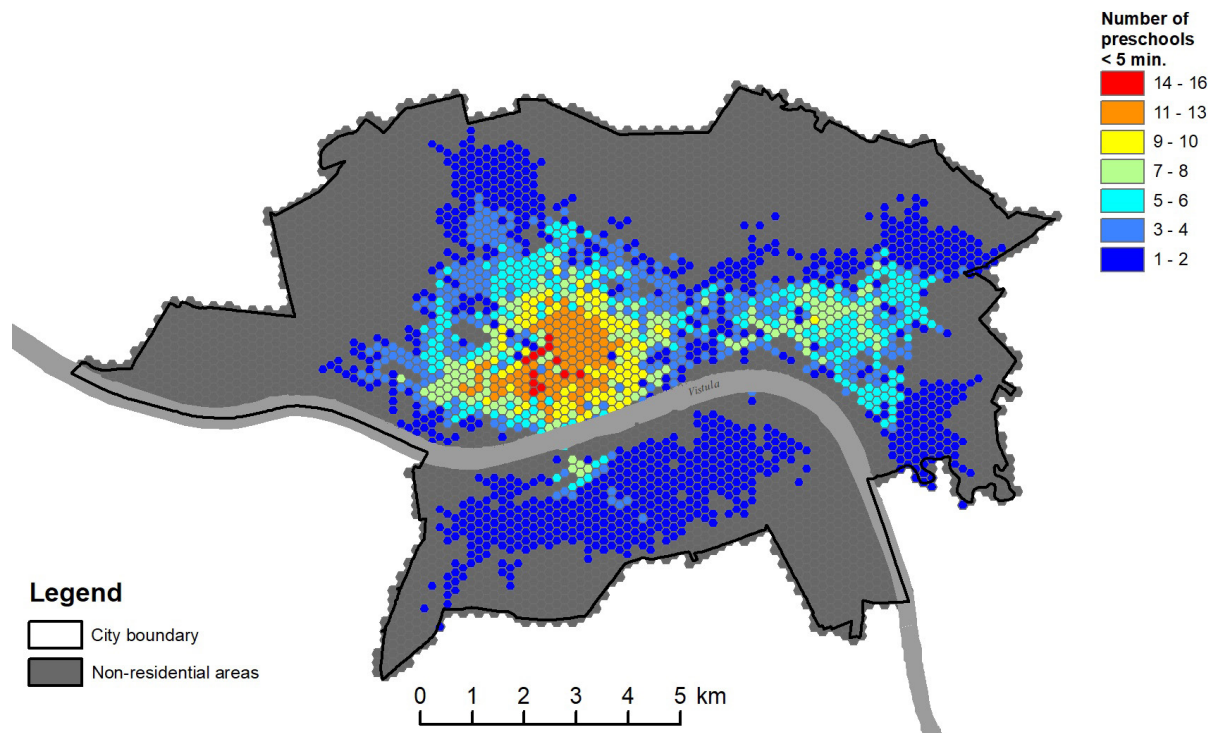 Number of
preschools
< 5 min.
14 - 16
11 - 13
9 - 10
7 - 8
5 - 6
3 - 4
1 - 2
Vistula
Legend
City boundary
Non-residential areas
0 1 2 3 4 5 km